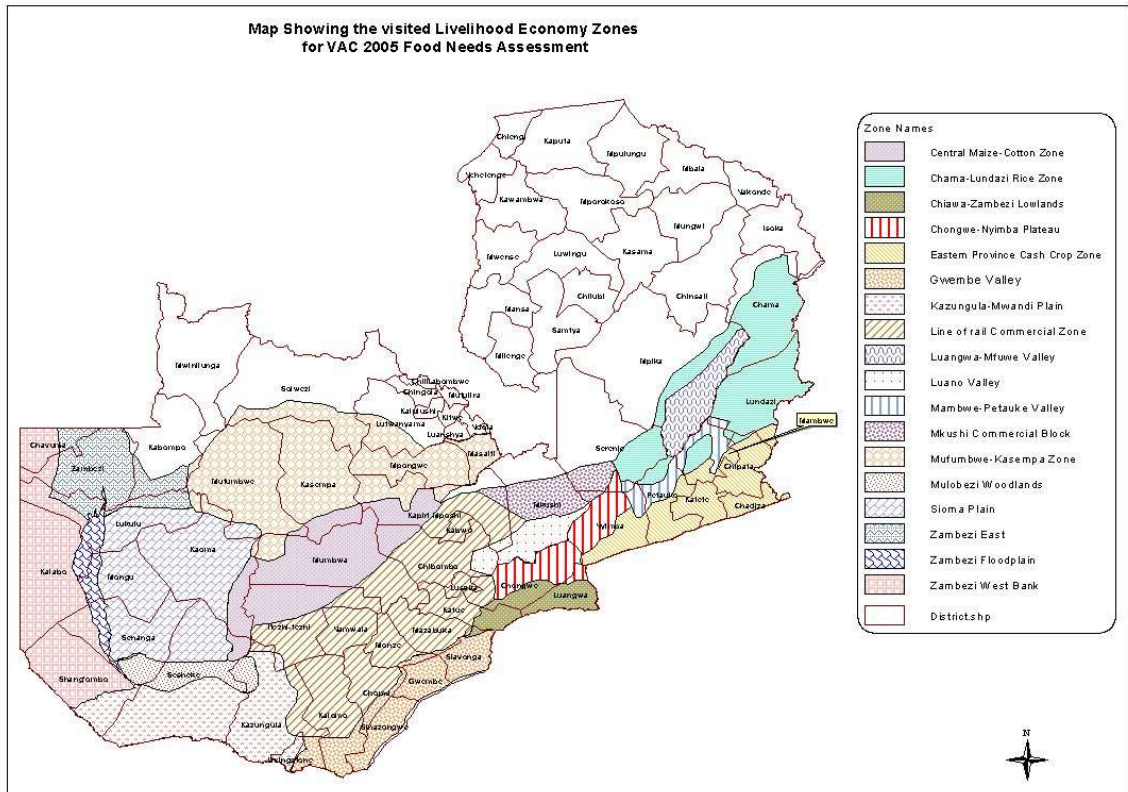 Map Showing the visited Livelihood Economy Zones
for VAC 2005 Food Needs Assessment
Chiengi
Kaputa
Mpulungu
Mbala
Nchelenge
Nakonde
Kawambwa
Mporokoso
Mungwi
Isoka
Kasama
Mwense
Luwingu
Chilubi
Chinsali
Chama
Mansa
Samfya
Milenge
Mpika
Mwinilunga
Solwezi
Chililabombwe
Chingola
Mufulira
Kalulushi
Kitwe
Ndola
Lufwanyama
Luanshya
Masaiti
Lundazi
Mambwe
Chavuma
Kabompo
Zambezi
Serenje
Chipata
Mpongwe
Mufumbwe
Kasempa
Petauke
Katete
Chadiza
Mkushi
Kapiri Mposhi
Nyimba
Lukulu
Kabwe
Kaoma
Mumbwa
Kalabo
Mongu
Chibombo
Lusaka
Chongwe
Luangwa
Kafue
Senanga
Itezhi-tezhi
Namwala
Mazabuka
Monze
Siavonga
Shangombo
Sesheke
Gwembe
Choma
Kalomo
Kazungula
Sinazongwe
Livingstone
Zone Names
Central Maize-Cotton Zone
Chama-Lundazi Rice Zone
Chiawa-Zambezi Lowlands
Chongwe-Nyimba Plateau
Eastern Province Cash Crop Zone
Gwembe Valley
Kazungula-Mwandi Plain
Line of rail Commercial Zone
Luangwa-Mfuwe Valley
Luano Valley
Mambwe-Petauke Valley
Mkushi Commercial Block
Mufumbwe-Kasempa Zone
Mulobezi Woodlands
Sioma Plain
Zambezi East
Zambezi Floodplain
Zambezi West Bank
District.shp
N